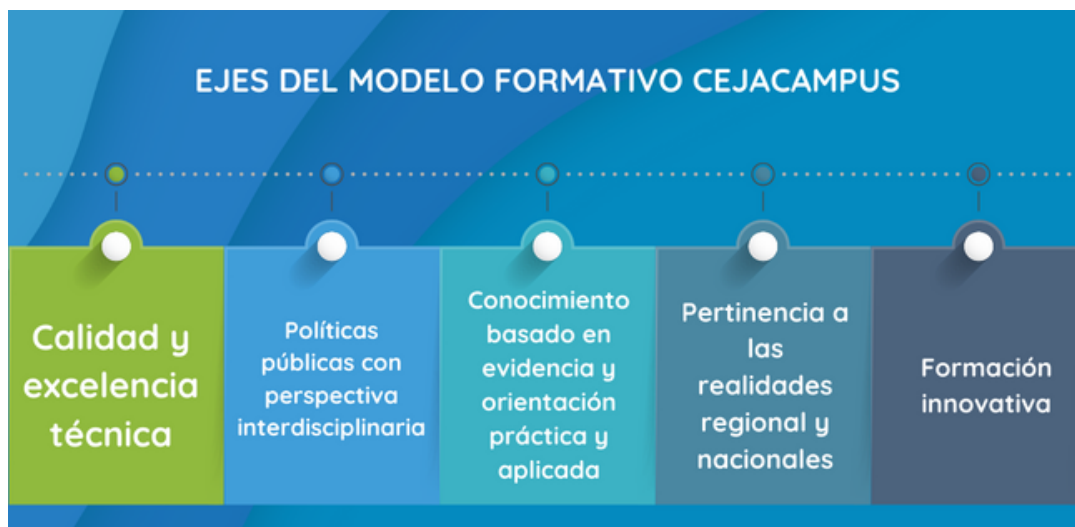 EJES DEL MODELO FORMATIVO CEJACAMPUS
Calidad y
excelencia
técnica
Políticas
públicas con
perspectiva
interdisciplinaria
Conocimiento
basado en
evidencia y
orientación
práctica y
aplicada
Pertinencia a
las
realidades
regional y
nacionales
Formación
innovativa